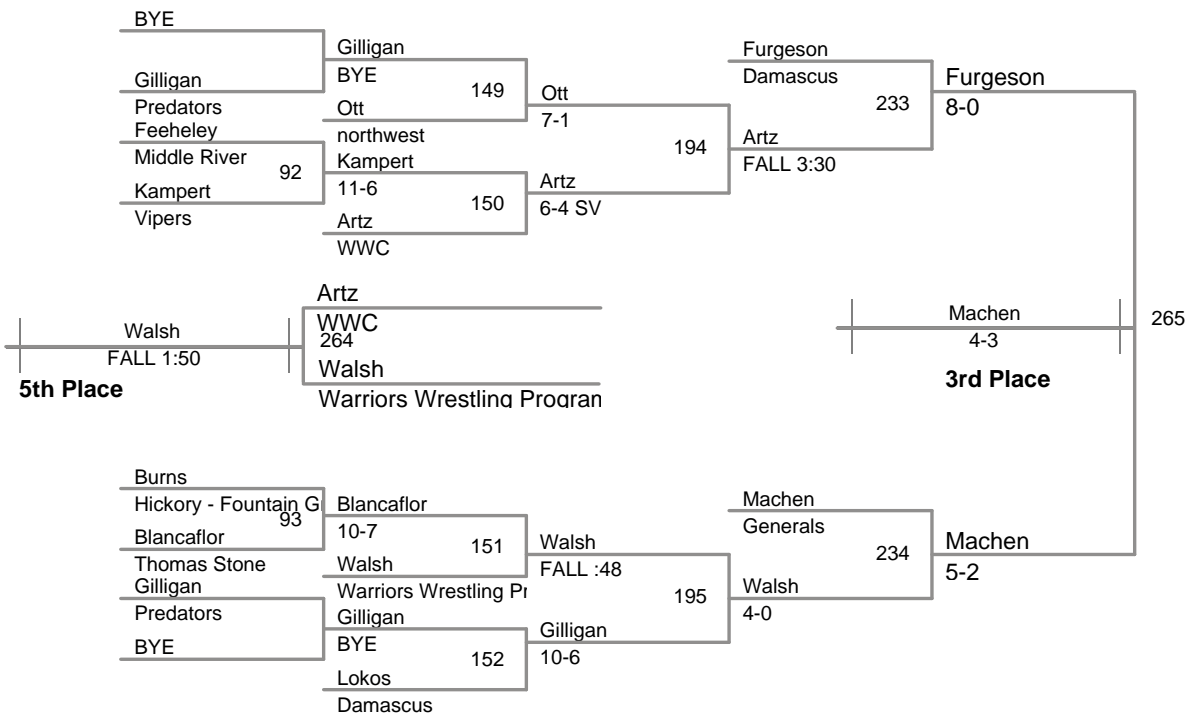 BYE
Gilligan
Predators
Feeheley
Middle River
92
Kampert
Vipers
Gilligan
BYE
149
Ott
northwest
Kampert
11-6
150
Artz
WWC
Ott
7-1
194
Artz
6-4 SV
Furgeson
Damascus
233
Artz
FALL 3:30
Furgeson
8-0
Artz
WWC
264
Walsh
Warriors Wrestling Progran
Walsh
FALL 1:50
5th Place
Machen
4-3
3rd Place
265
Burns
Hickory - Fountain G
93
Blancaflor
Thomas Stone
Gilligan
Predators
BYE
Blancaflor
10-7
151
Walsh
Warriors Wrestling Pr
Gilligan
BYE
152
Lokos
Damascus
Walsh
FALL :48
195
Gilligan
10-6
Machen
Generals
234
Walsh
4-0
Machen
5-2